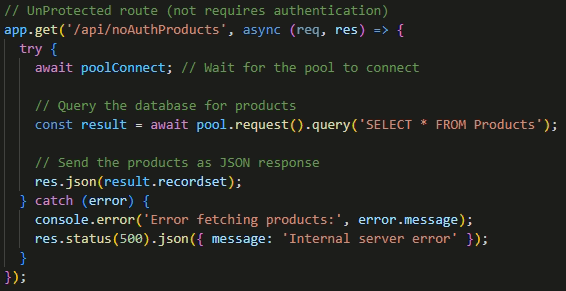 // UnProtected route (not requires authentication)
app.get('/api/noAuthProducts', async (req, res) => {
  try {
    await poolConnect; // Wait for the pool to connect

    // Query the database for products
    const result = await pool.request().query('SELECT * FROM Products');

    // Send the products as JSON response
    res.json(result.recordset);
  } catch (error) {
    console.error('Error fetching products:', error.message);
    res.status(500).json({ message: 'Internal server error' });
  }
});